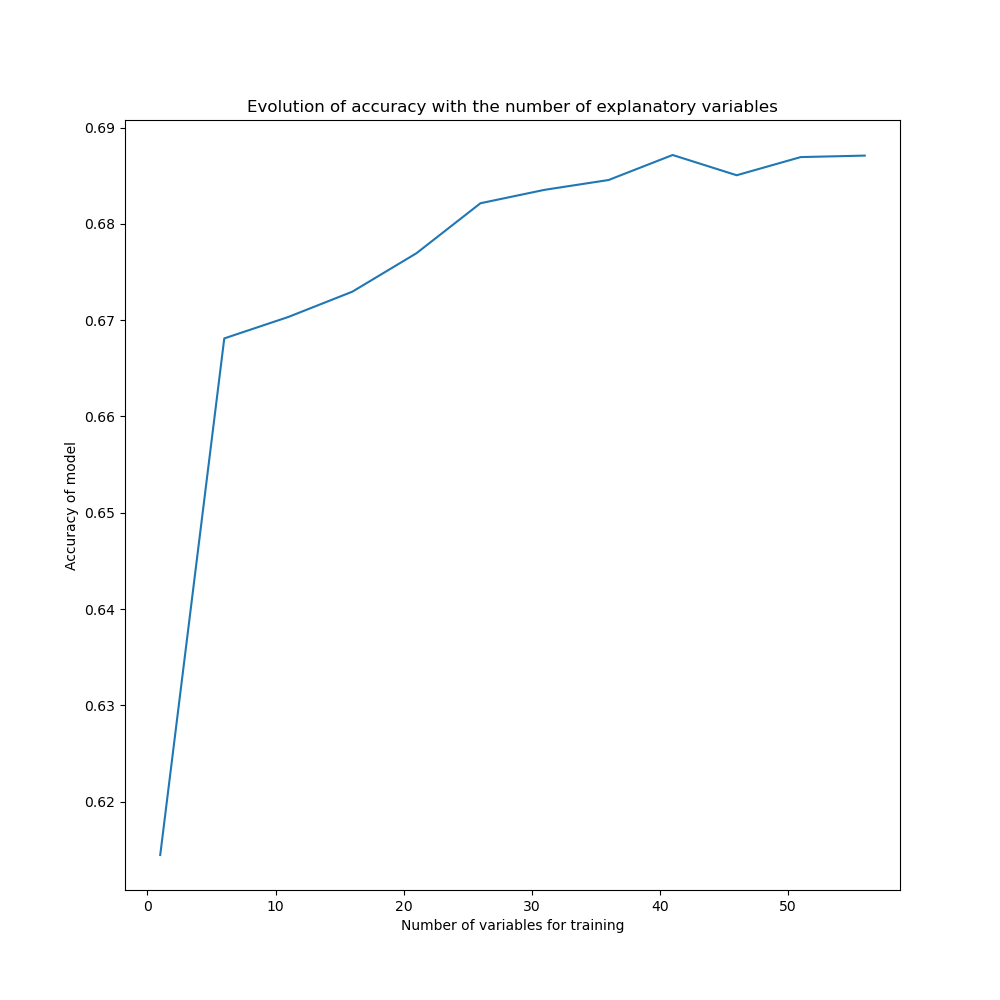 Evolution of accuracy with the number of explanatory variables
0.69
0.68
0.67
0.66
0.65
0.64
0.63
0.62
Accuracy of model
0 10 20 30 40 50
Number of variables for training